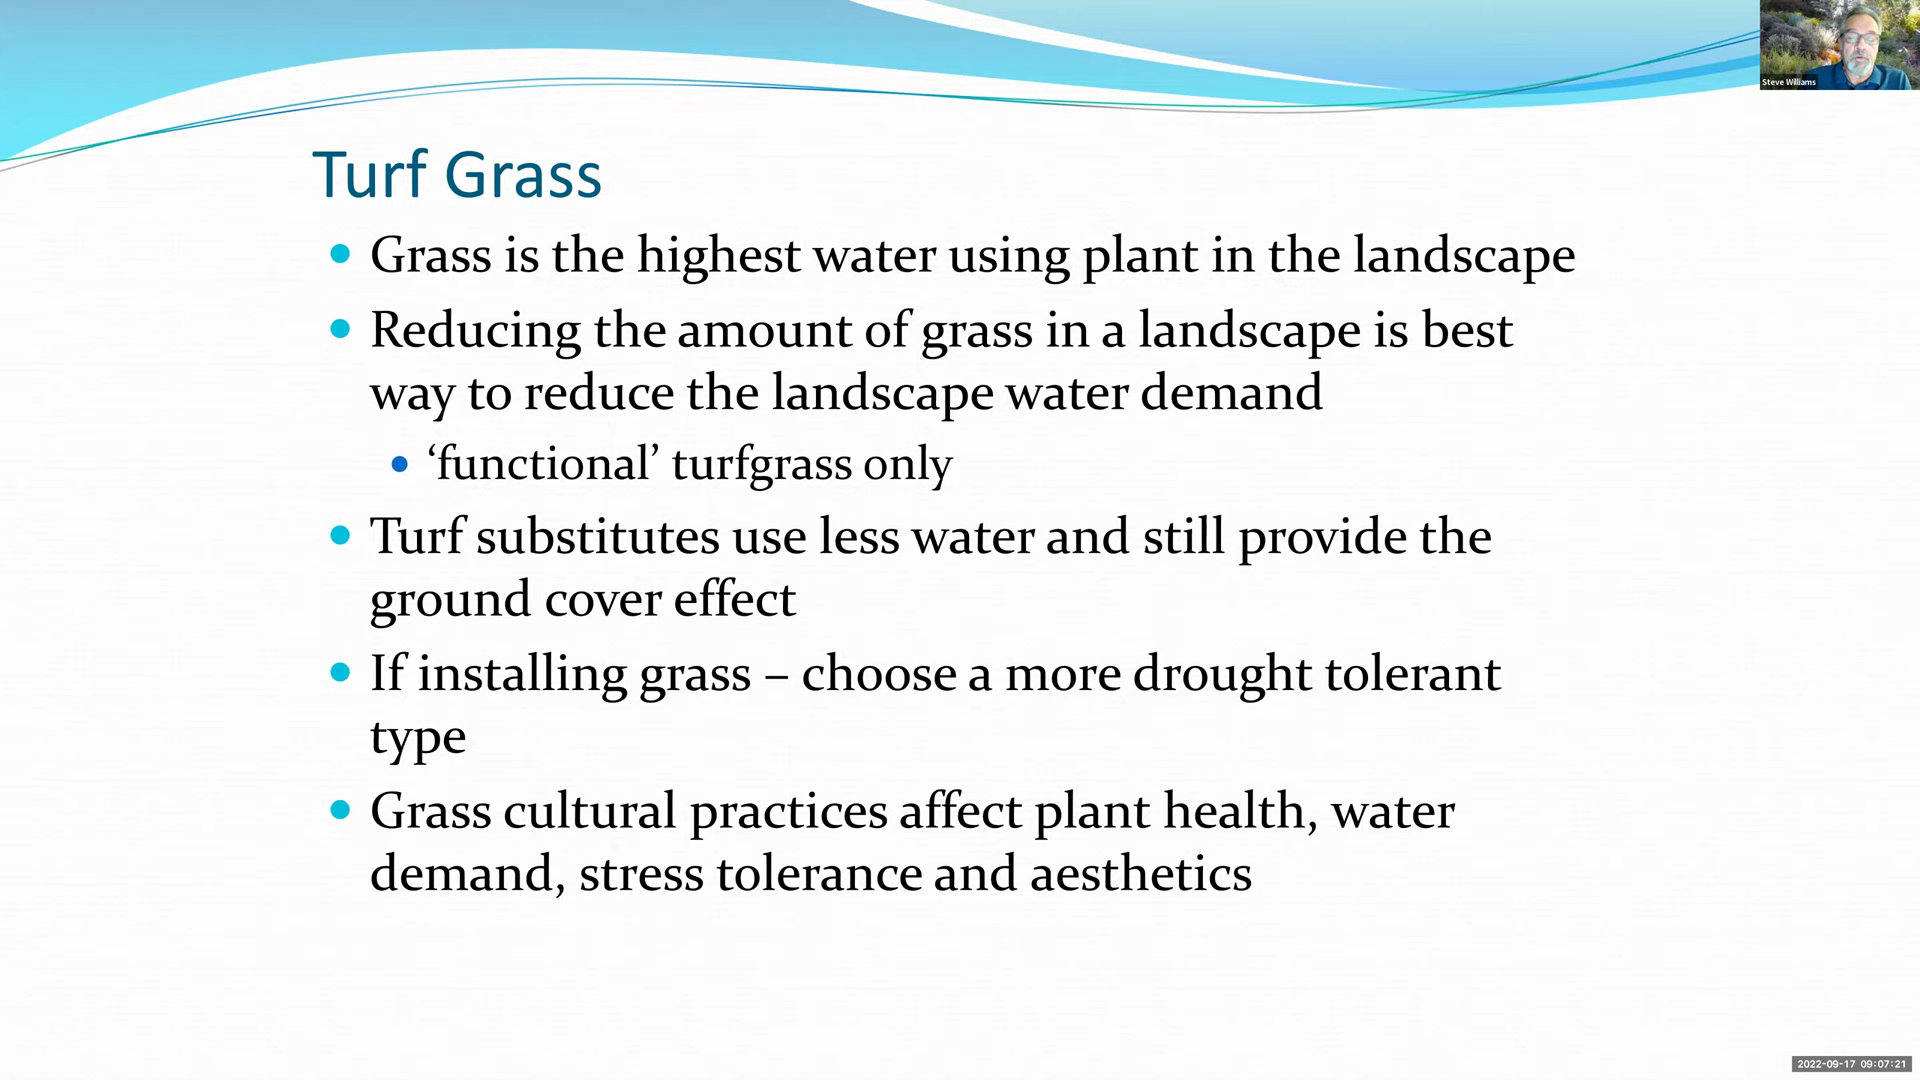 Steve Williams
Turf Grass
• Grass is the highest water using plant in the landscape
• Reducing the amount of grass in a landscape is best
way to reduce the landscape water demand
• ‘functional’ turfgrass only
• Turf substitutes use less water and still provide the
ground cover effect
• If installing grass – choose a more drought tolerant
type
• Grass cultural practices affect plant health, water
demand, stress tolerance and aesthetics
2022-09-17 09:07:21